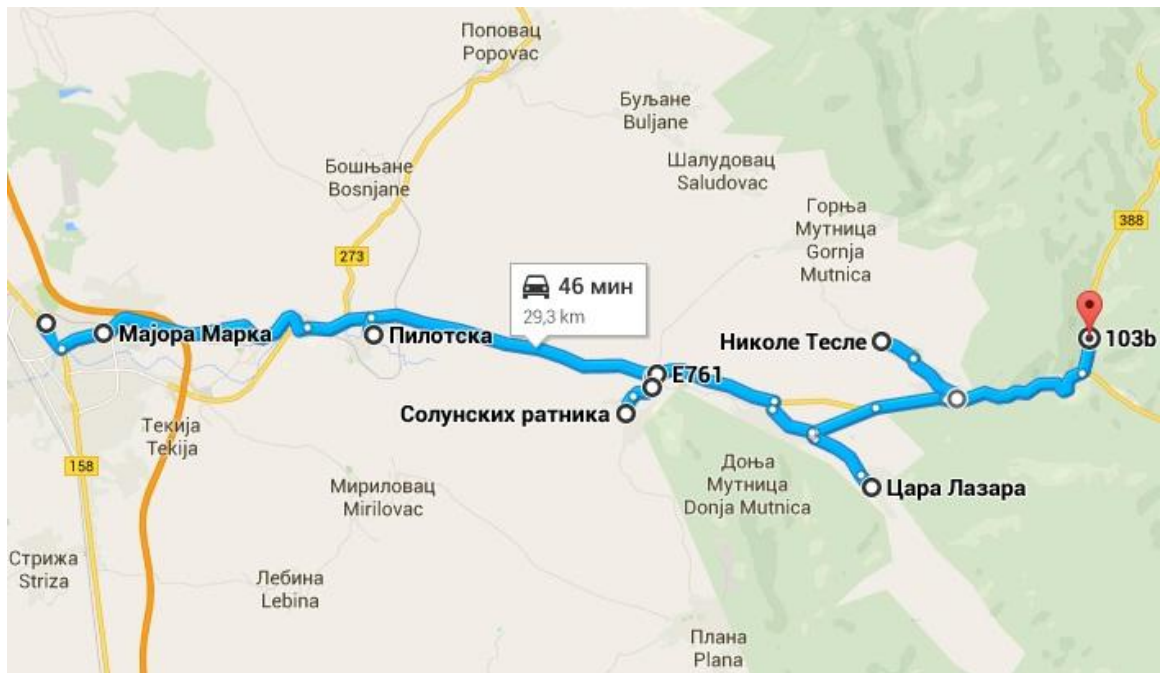 Поповац
Popovac
Буљане
Buljane
Шалудовац
Saludovac
Бошњане
Bosnjane
Горња
Мутница
Gornja
Mutnica
388
273
46 мин
29,3 km
Мајора Марка
Пилотска
Николе Тесле
103b
E761
Солунских ратника
Текија
Tekija
158
Доња
Мутница
Donja Mutnica
Цара Лазара
Мириловац
Mirilovac
Стрижа
Striza
Лебина
Lebina
Плана
Plana